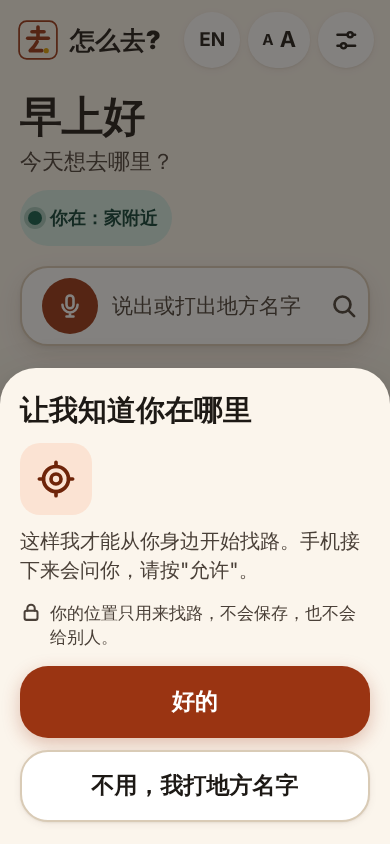 去 怎么去? EN A A
早上好
今天想去哪里？
你在：家附近
说出或打出地方名字
让我知道你在哪里
这样我才能从你身边开始找路。手机接
下来会问你，请按"允许"。
你的位置只用来找路，不会保存，也不会
给别人。
好的
不用，我打地方名字